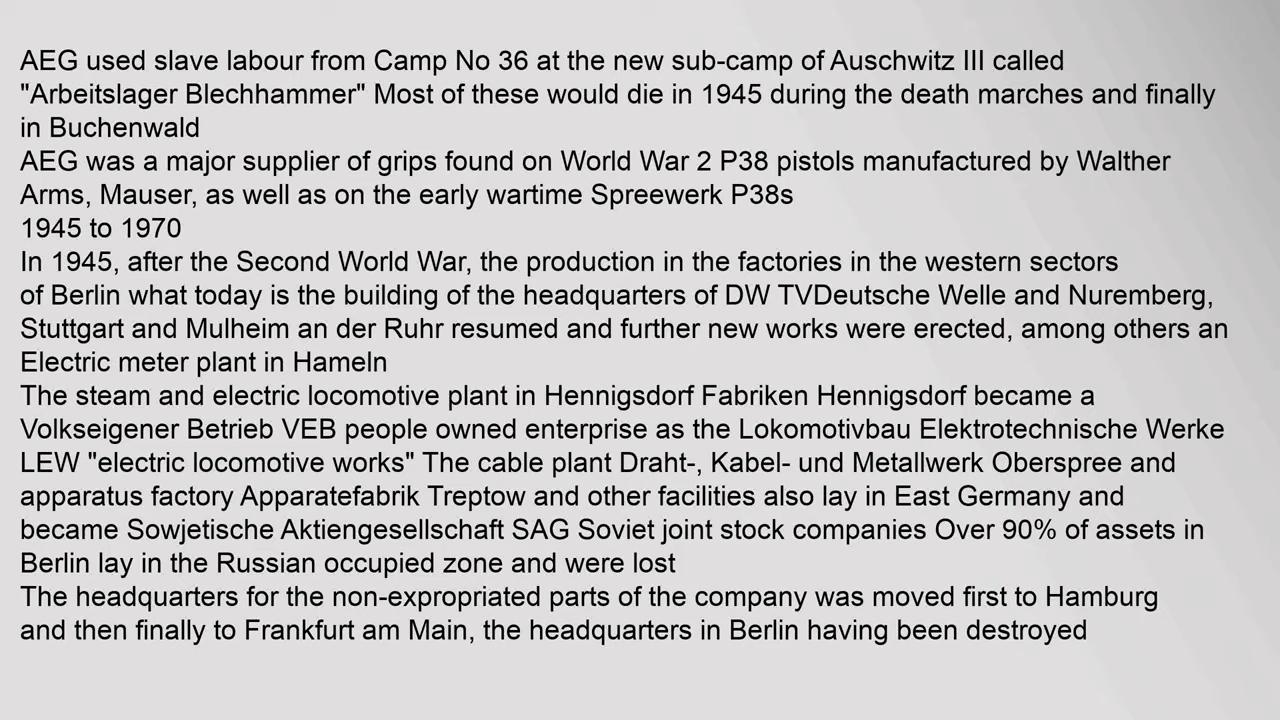 AEG used slave labour from Camp No 36 at the new sub-camp of Auschwitz III called
"Arbeitslager Blechhammer" Most of these would die in 1945 during the death marches and finally
in Buchenwald
AEG was a major supplier of grips found on World War 2 P38 pistols manufactured by Walther
Arms, Mauser, as well as on the early wartime Spreewerk P38s
1945 to 1970
In 1945, after the Second World War, the production in the factories in the western sectors
of Berlin what today is the building of the headquarters of DW TVDeutsche Welle and Nuremberg,
Stuttgart and Mulheim an der Ruhr resumed and further new works were erected, among others an
Electric meter plant in Hameln
The steam and electric locomotive plant in Hennigsdorf Fabriken Hennigsdorf became a
Volkseigener Betrieb VEB people owned enterprise as the Lokomotivbau Elektrotechnische Werke
LEW "electric locomotive works" The cable plant Draht-, Kabel- und Metallwerk Oberspree and
apparatus factory Apparatefabrik Treptow and other facilities also lay in East Germany and
became Sowjetische Aktiengesellschaft SAG Soviet joint stock companies Over 90% of assets in
Berlin lay in the Russian occupied zone and were lost
The headquarters for the non-expropriated parts of the company was moved first to Hamburg
and then finally to Frankfurt am Main, the headquarters in Berlin having been destroyed